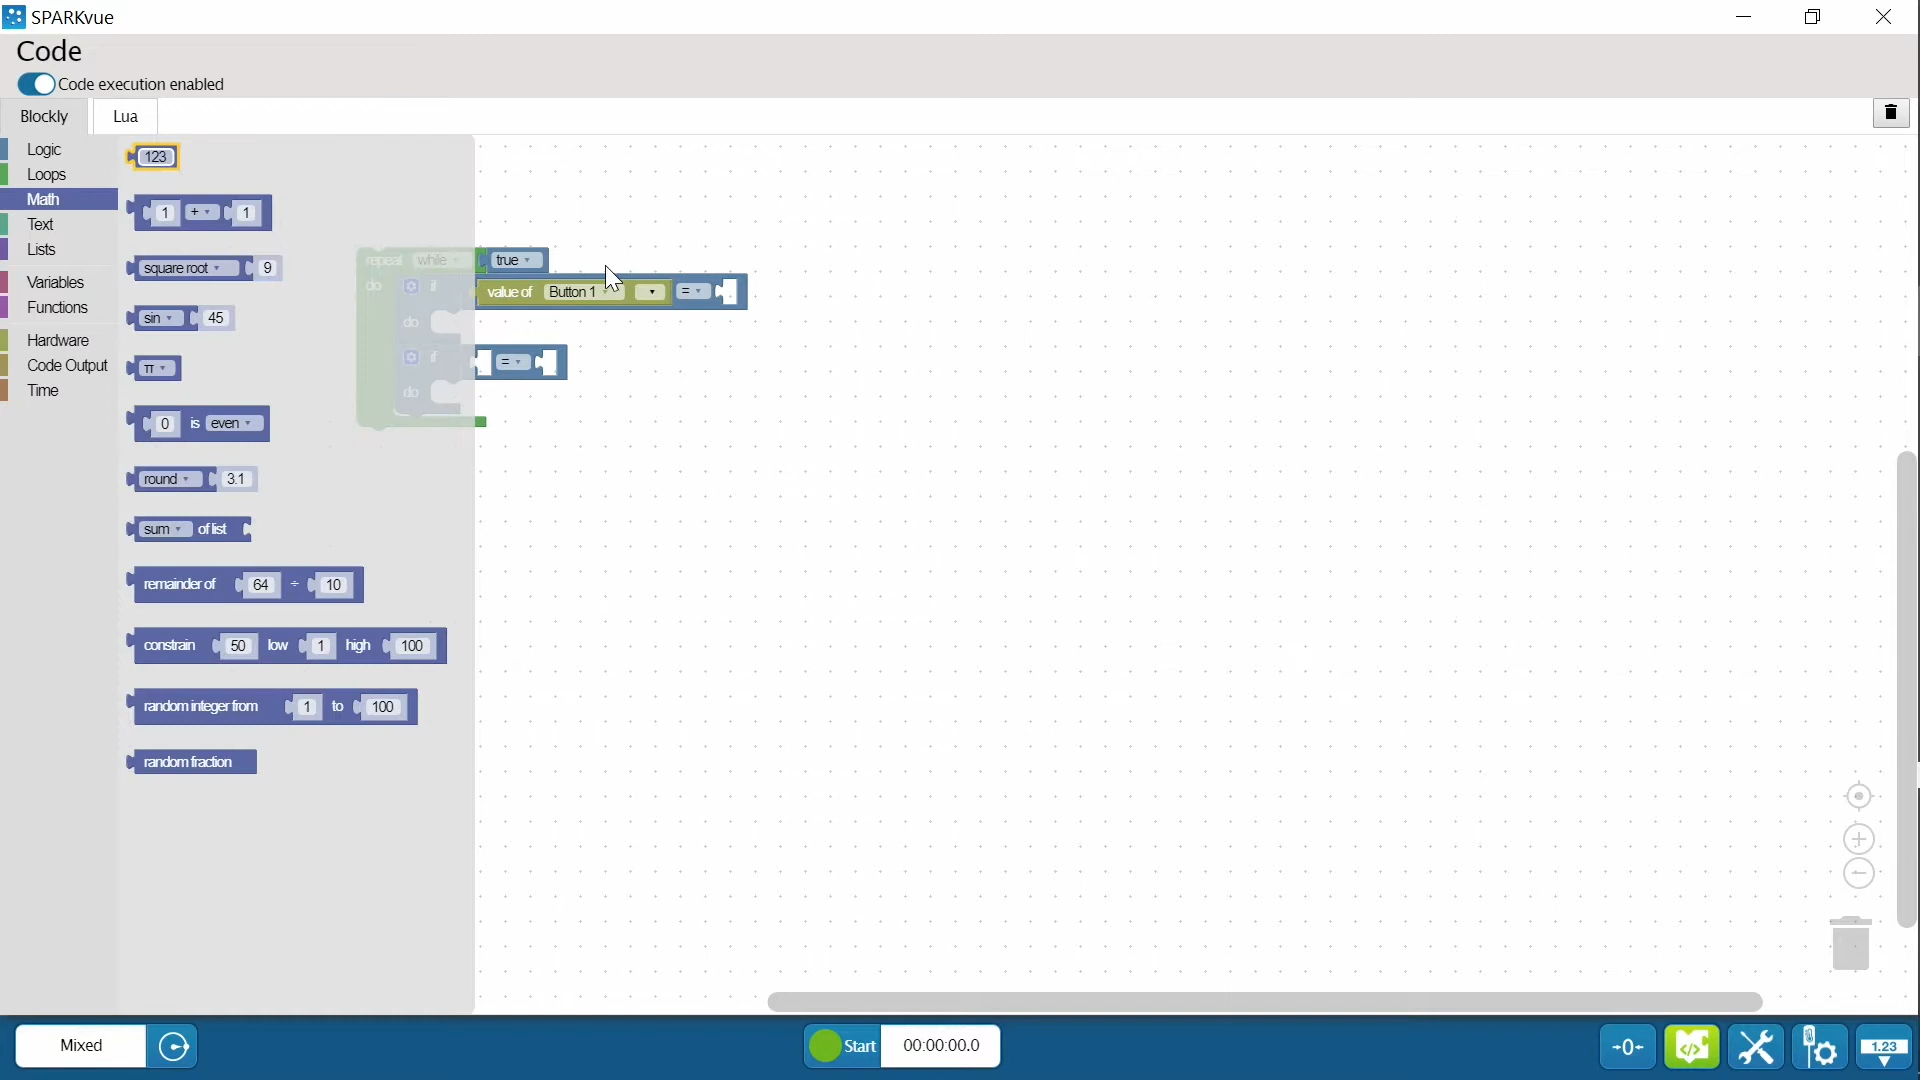 SPARKvue
Code
Code execution enabled
Blockly
Lua
Logic
Loops
Math
Text
Lists
Variables
Functions
Hardware
Code Output
Time
123
1 + 1
square root 9
sin 45
π
0 is even
round 3.1
sum of list
remainder of 64 ÷ 10
constrain 50 low 1 high 100
random integer from 1 to 100
random fraction
repeat while true
do if value of Button 1 =
do
if =
do
Mixed
Start 00:00:00.0
→0←
</>
1.23